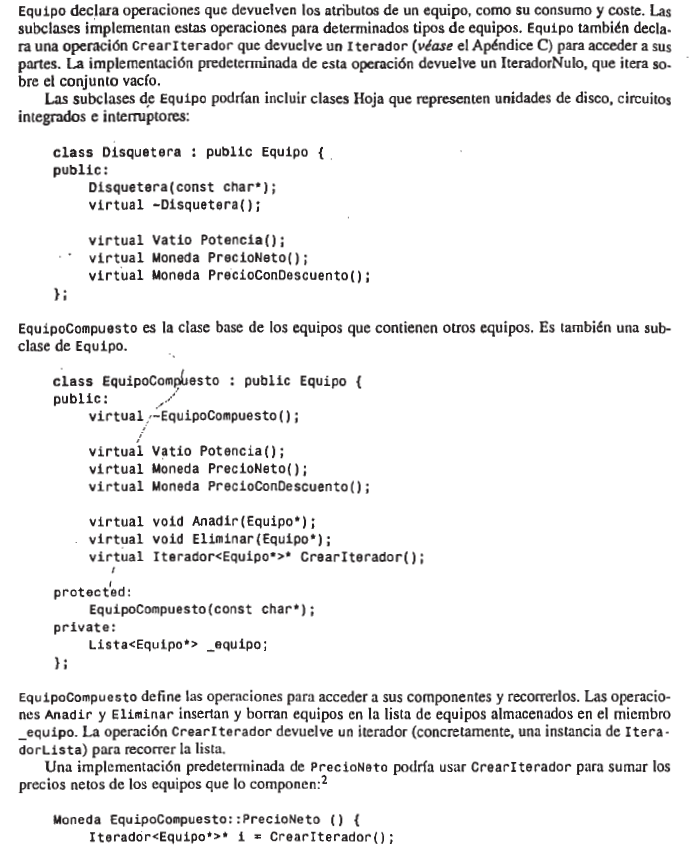 Equipo declara operaciones que devuelven los atributos de un equipo, como su consumo y coste. Las
subclases implementan estas operaciones para determinados tipos de equipos. Equipo también decla-
ra una operación CrearIterador que devuelve un Iterador (véase el Apéndice C) para acceder a sus
partes. La implementación predeterminada de esta operación devuelve un IteradorNulo, que itera so-
bre el conjunto vacío.
Las subclases de Equipo podrían incluir clases Hoja que representen unidades de disco, circuitos
integrados e interruptores:
class Disquetera : public Equipo {
public:
Disquetera(const char*);
virtual ~Disquetera();
virtual Vatio Potencia();
virtual Moneda PrecioNeto();
virtual Moneda PrecioConDescuento();
};
EquipoCompuesto es la clase base de los equipos que contienen otros equipos. Es también una sub-
clase de Equipo.
class EquipoCompuesto : public Equipo {
public:
virtual ~EquipoCompuesto();
virtual Vatio Potencia();
virtual Moneda PrecioNeto();
virtual Moneda PrecioConDescuento();
virtual void Anadir(Equipo*);
virtual void Eliminar(Equipo*);
virtual Iterador<Equipo*>* CrearIterador();
protected:
EquipoCompuesto(const char*);
private:
Lista<Equipo*> _equipo;
};
EquipoCompuesto define las operaciones para acceder a sus componentes y recorrerlos. Las operacio-
nes Anadir y Eliminar insertan y borran equipos en la lista de equipos almacenados en el miembro
_equipo. La operación CrearIterador devuelve un iterador (concretamente, una instancia de Itera-
dorLista) para recorrer la lista.
Una implementación predeterminada de PrecioNeto podría usar CrearIterador para sumar los
precios netos de los equipos que lo componen:2
Moneda EquipoCompuesto::PrecioNeto () {
Iterador<Equipo*>* i = CrearIterador();